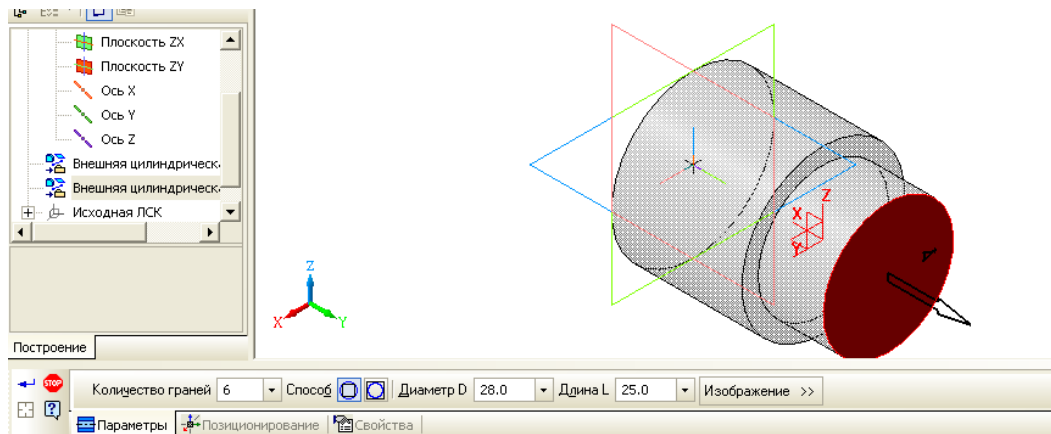 Плоскость ZX
Плоскость ZY
Ось X
Ось Y
Ось Z
Внешняя цилиндрическ
Внешняя цилиндрическ
Исходная ЛСК
Построение
Z
X
Y
Z
X
Y
Количество граней 6 Способ Диаметр D 28.0 Длина L 25.0 Изображение >>
STOP
Параметры Позиционирование Свойства